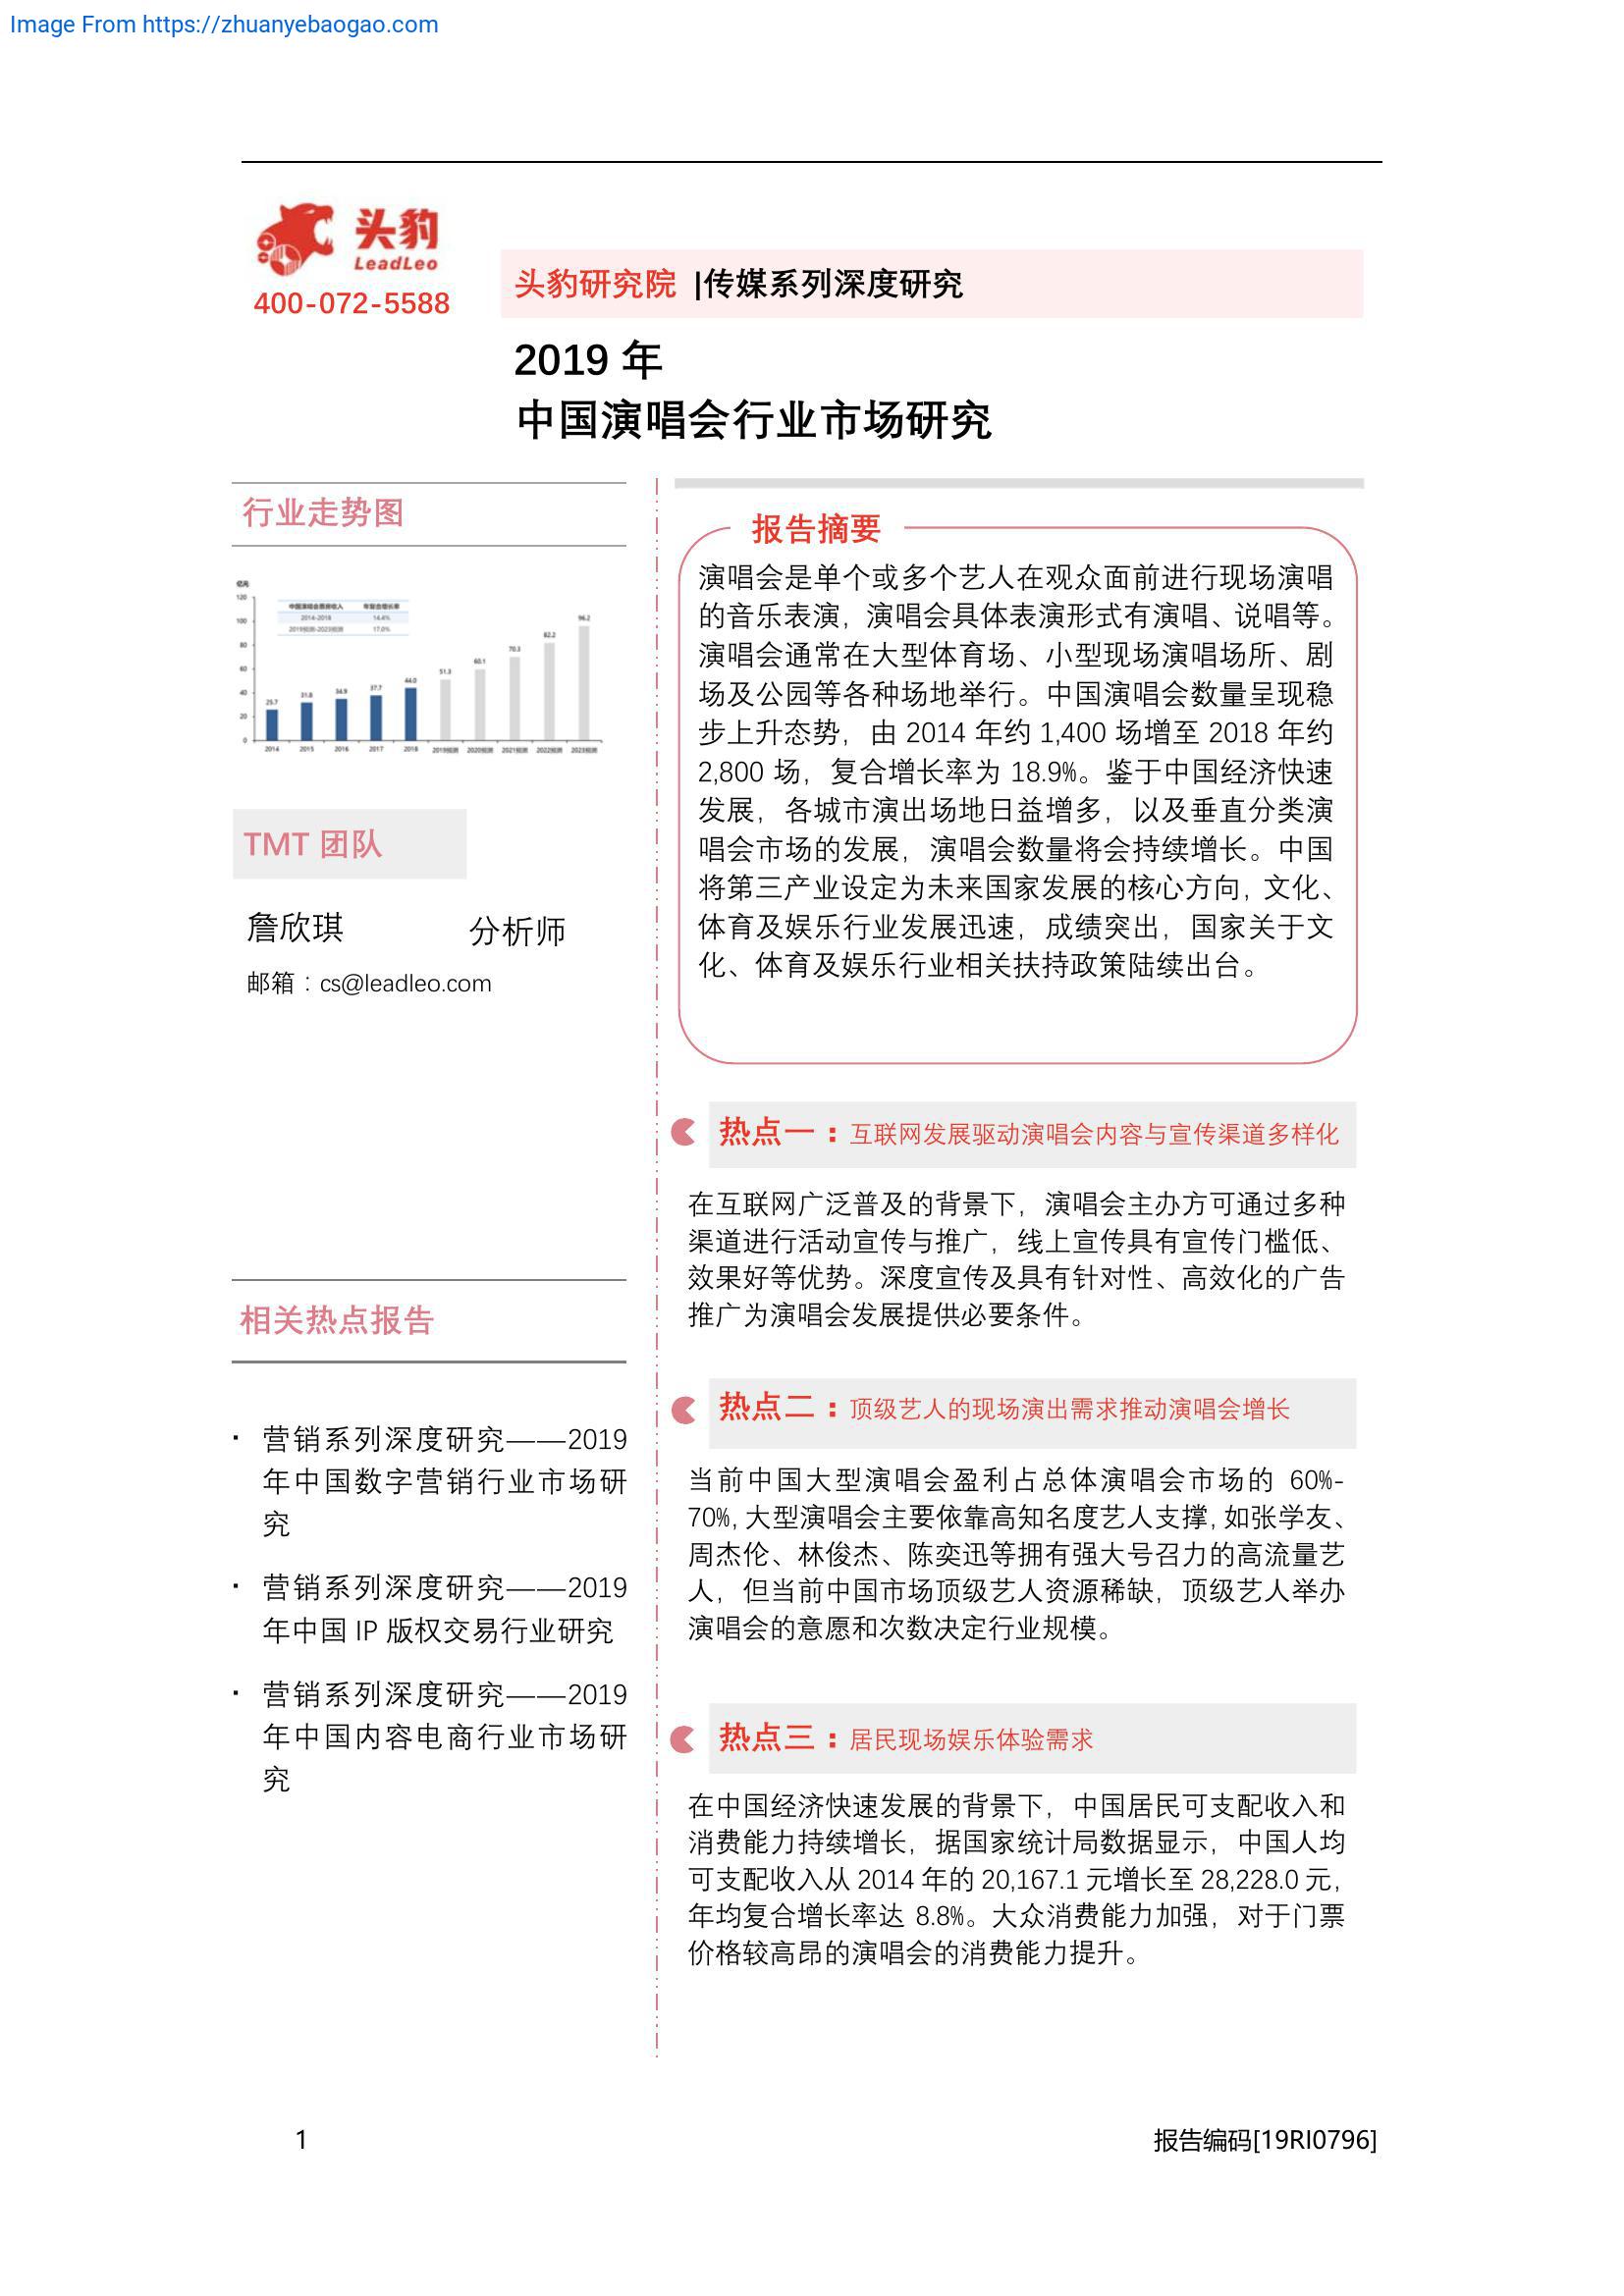 Image From https://zhuanyebaogao.com
头豹
LeadLeo
400-072-5588
头豹研究院 |传媒系列深度研究
2019 年
中国演唱会行业市场研究
行业走势图
亿元
120
100
80
60
40
20
0
中国演唱会票房收入 年复合增长率
2014-2018 14.4%
2019预测-2023预测 17.0%
25.7
31.8
34.9
37.7
44.0
51.3
60.1
70.3
82.2
96.2
2014 2015 2016 2017 2018 2019预测 2020预测 2021预测 2022预测 2023预测
TMT 团队
詹欣琪 分析师
邮箱：cs@leadleo.com
相关热点报告
· 营销系列深度研究——2019
年中国数字营销行业市场研
究
· 营销系列深度研究——2019
年中国 IP 版权交易行业研究
· 营销系列深度研究——2019
年中国内容电商行业市场研
究
报告摘要
演唱会是单个或多个艺人在观众面前进行现场演唱
的音乐表演，演唱会具体表演形式有演唱、说唱等。
演唱会通常在大型体育场、小型现场演唱场所、剧
场及公园等各种场地举行。中国演唱会数量呈现稳
步上升态势，由 2014 年约 1,400 场增至 2018 年约
2,800 场，复合增长率为 18.9%。鉴于中国经济快速
发展，各城市演出场地日益增多，以及垂直分类演
唱会市场的发展，演唱会数量将会持续增长。中国
将第三产业设定为未来国家发展的核心方向，文化、
体育及娱乐行业发展迅速，成绩突出，国家关于文
化、体育及娱乐行业相关扶持政策陆续出台。
热点一：互联网发展驱动演唱会内容与宣传渠道多样化
在互联网广泛普及的背景下，演唱会主办方可通过多种
渠道进行活动宣传与推广，线上宣传具有宣传门槛低、
效果好等优势。深度宣传及具有针对性、高效化的广告
推广为演唱会发展提供必要条件。
热点二：顶级艺人的现场演出需求推动演唱会增长
当前中国大型演唱会盈利占总体演唱会市场的 60%-
70%，大型演唱会主要依靠高知名度艺人支撑，如张学友、
周杰伦、林俊杰、陈奕迅等拥有强大号召力的高流量艺
人，但当前中国市场顶级艺人资源稀缺，顶级艺人举办
演唱会的意愿和次数决定行业规模。
热点三：居民现场娱乐体验需求
在中国经济快速发展的背景下，中国居民可支配收入和
消费能力持续增长，据国家统计局数据显示，中国人均
可支配收入从 2014 年的 20,167.1 元增长至 28,228.0 元，
年均复合增长率达 8.8%。大众消费能力加强，对于门票
价格较高昂的演唱会的消费能力提升。
1
报告编码[19RI0796]